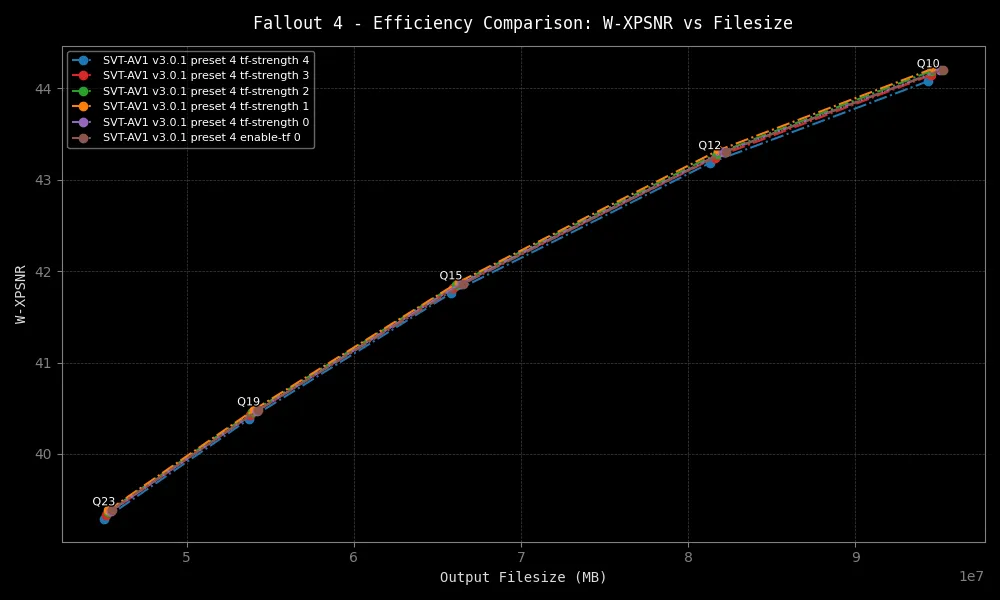 Fallout 4 - Efficiency Comparison: W-XPSNR vs Filesize
SVT-AV1 v3.0.1 preset 4 tf-strength 4
SVT-AV1 v3.0.1 preset 4 tf-strength 3
SVT-AV1 v3.0.1 preset 4 tf-strength 2
SVT-AV1 v3.0.1 preset 4 tf-strength 1
SVT-AV1 v3.0.1 preset 4 tf-strength 0
SVT-AV1 v3.0.1 preset 4 enable-tf 0
Q10
Q12
Q15
Q19
Q23
W-XPSNR
44
43
42
41
40
5 6 7 8 9
1e7
Output Filesize (MB)